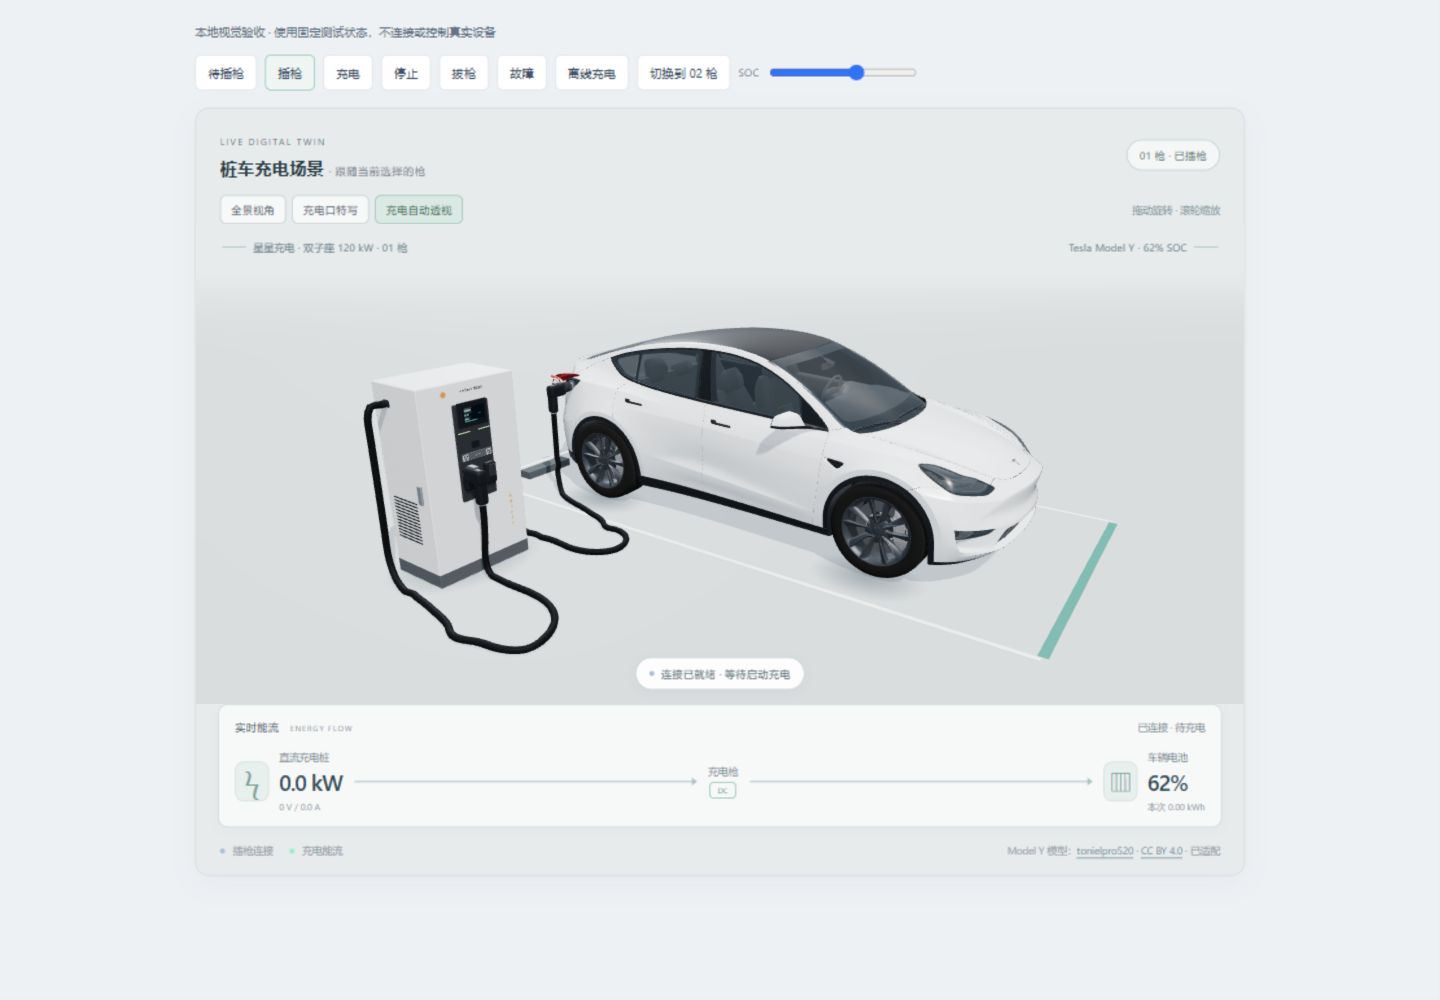 本地视觉验收 · 使用固定测试状态，不连接或控制真实设备
待插枪 插枪 充电 停止 拔枪 故障 离线充电 切换到 02 枪 SOC
LIVE DIGITAL TWIN
桩车充电场景 · 跟随当前选择的枪
01 枪 · 已插枪
全景视角 充电口特写 充电自动透视
拖动旋转 · 滚轮缩放
星星充电 · 双子座 120 kW · 01 枪
Tesla Model Y · 62% SOC
连接已就绪 · 等待启动充电
实时能流 ENERGY FLOW
已连接 · 待充电
直流充电桩
0.0 kW
0 V / 0.0 A
充电枪
DC
车辆电池
62%
本次 0.00 kWh
插枪连接 充电能流
Model Y 模型： tonielpro520 · CC BY 4.0 · 已适配